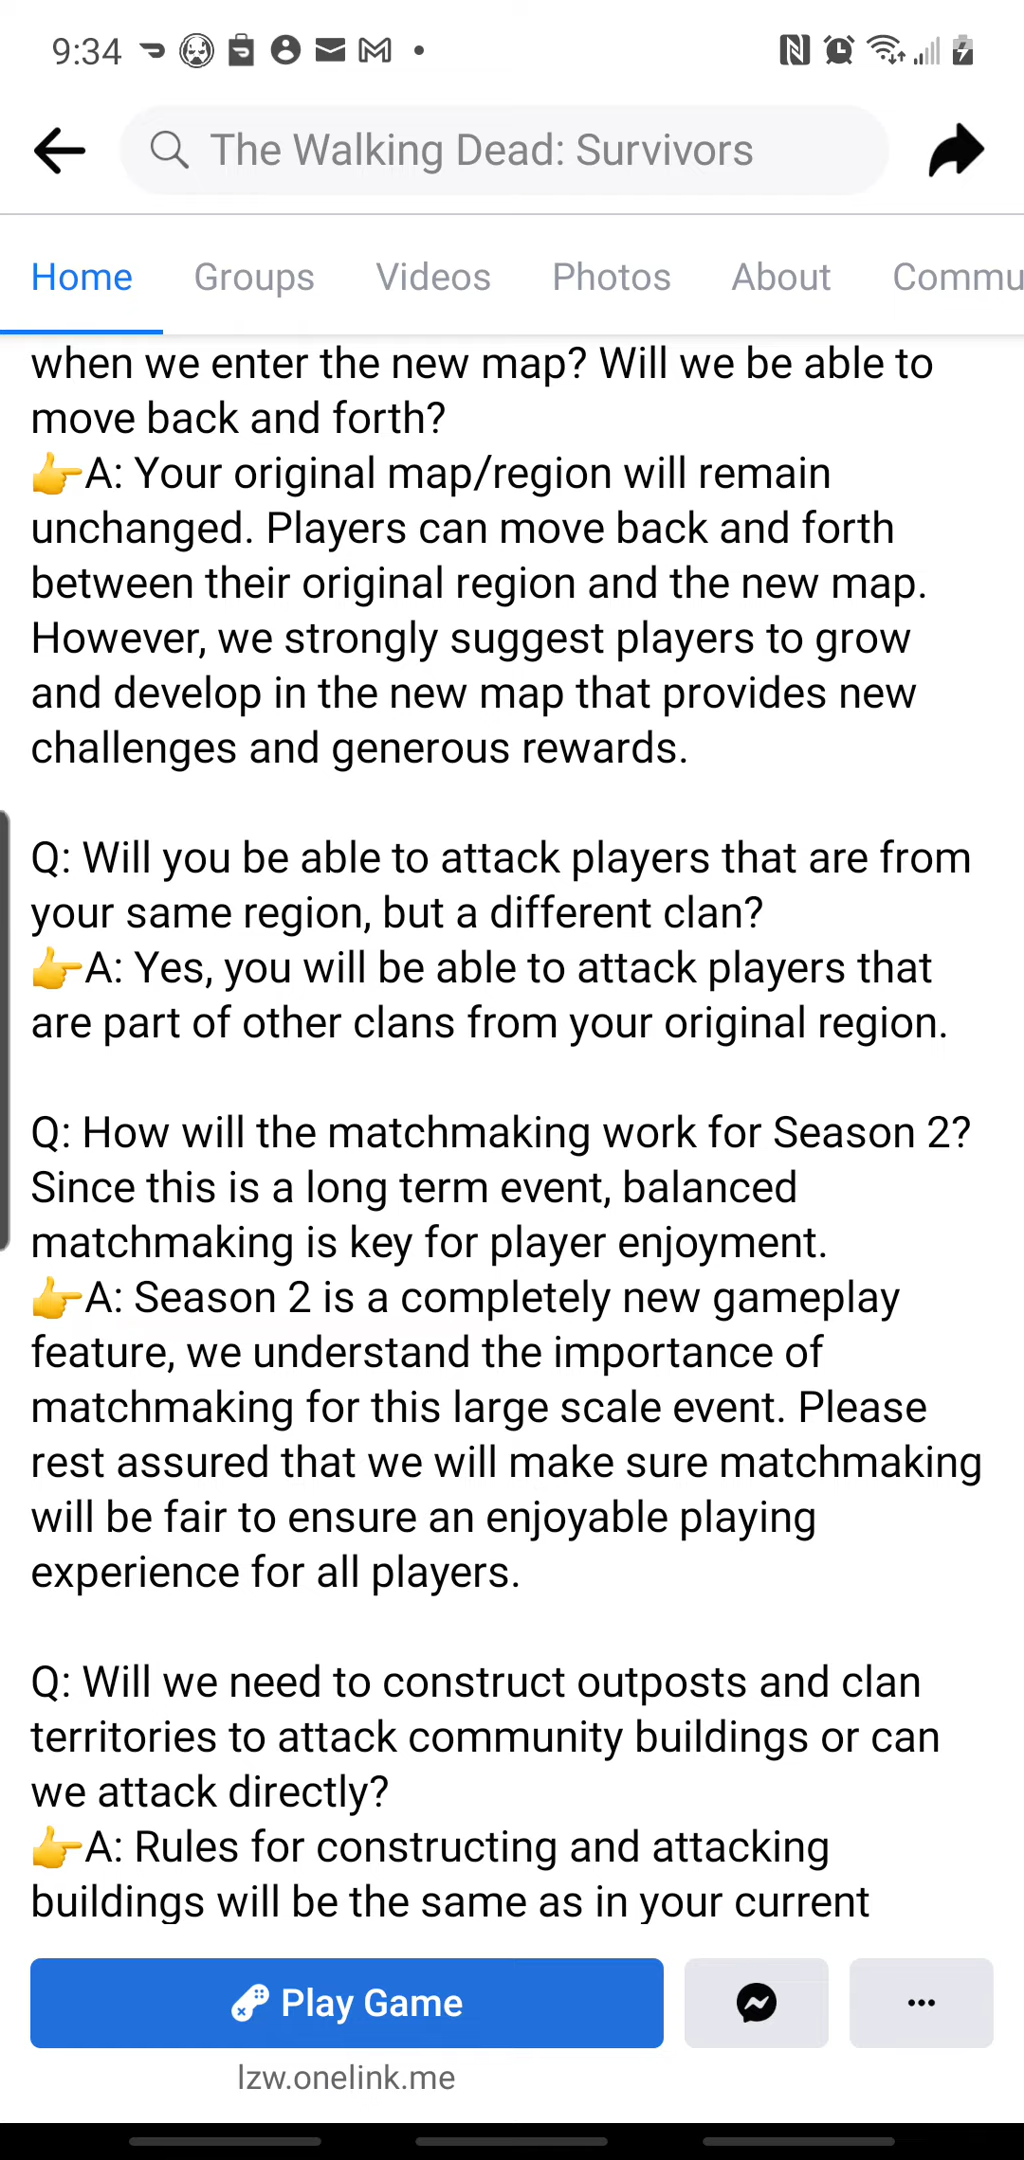 9:34
The Walking Dead: Survivors
Home Groups Videos Photos About Commu
when we enter the new map? Will we be able to
move back and forth?
👉A: Your original map/region will remain
unchanged. Players can move back and forth
between their original region and the new map.
However, we strongly suggest players to grow
and develop in the new map that provides new
challenges and generous rewards.
Q: Will you be able to attack players that are from
your same region, but a different clan?
👉A: Yes, you will be able to attack players that
are part of other clans from your original region.
Q: How will the matchmaking work for Season 2?
Since this is a long term event, balanced
matchmaking is key for player enjoyment.
👉A: Season 2 is a completely new gameplay
feature, we understand the importance of
matchmaking for this large scale event. Please
rest assured that we will make sure matchmaking
will be fair to ensure an enjoyable playing
experience for all players.
Q: Will we need to construct outposts and clan
territories to attack community buildings or can
we attack directly?
👉A: Rules for constructing and attacking
buildings will be the same as in your current
Play Game
lzw.onelink.me